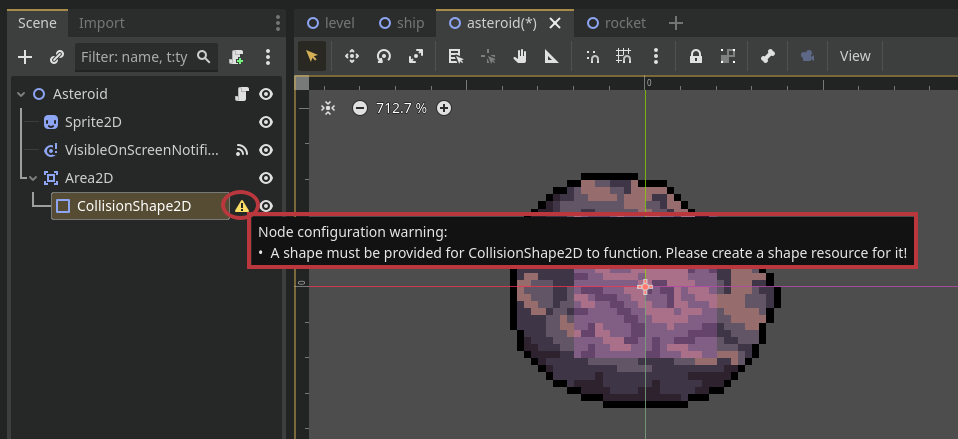 Scene
Import
level
ship
asteroid(*)
rocket
Filter: name, t:ty
View
Asteroid
Sprite2D
VisibleOnScreenNotifi...
Area2D
CollisionShape2D
0
712.7 %
Node configuration warning:
• A shape must be provided for CollisionShape2D to function. Please create a shape resource for it!
0